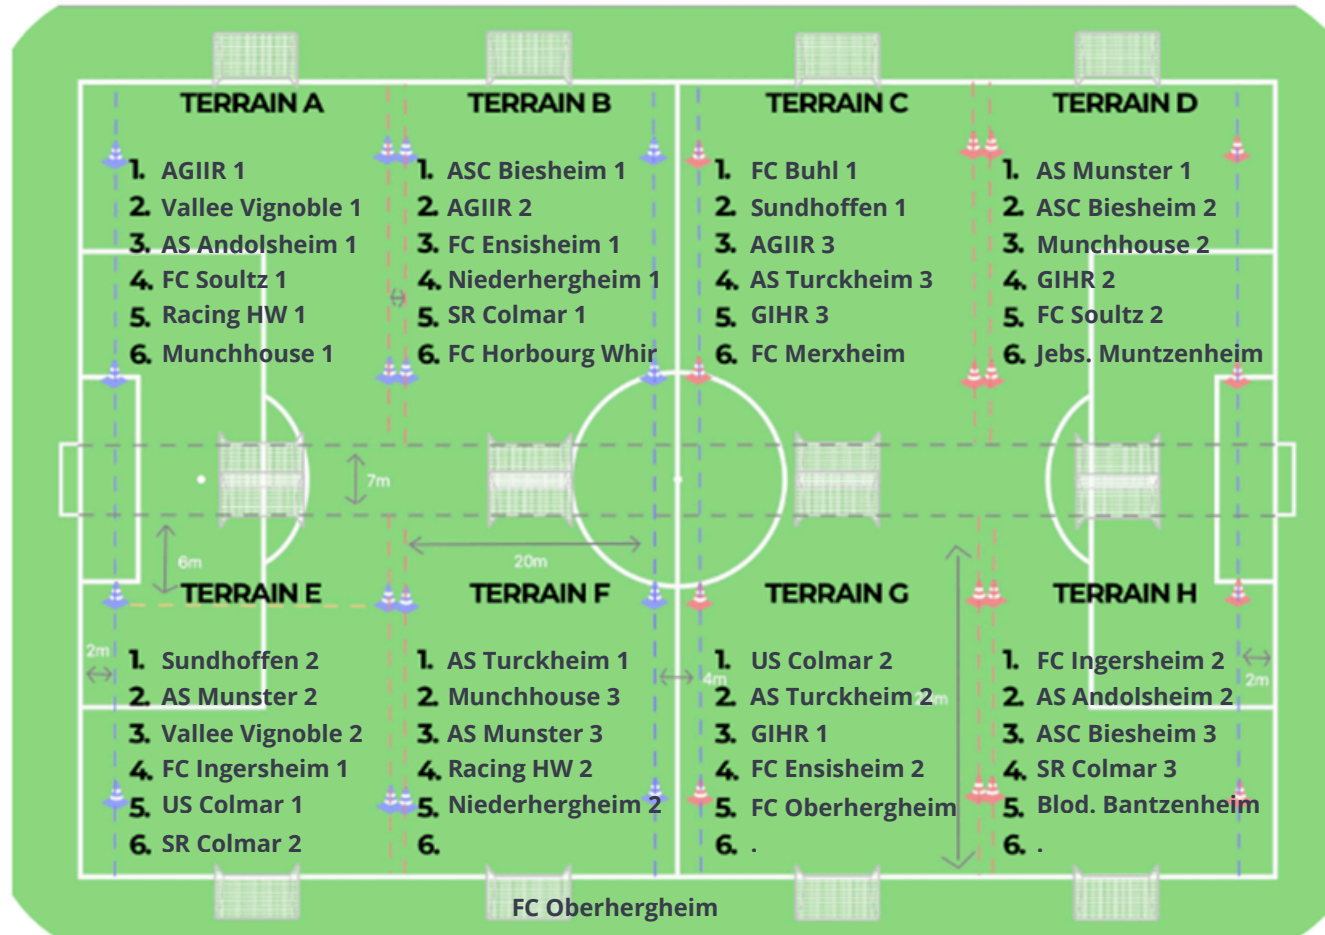 TERRAIN A
1. AGIIR 1
2. Vallee Vignoble 1
3. AS Andolsheim 1
4. FC Soultz 1
5. Racing HW 1
6. Munchhouse 1
TERRAIN B
1. ASC Biesheim 1
2. AGIIR 2
3. FC Ensisheim 1
4. Niederhergheim 1
5. SR Colmar 1
6. FC Horbourg Whir
TERRAIN C
1. FC Buhl 1
2. Sundhoffen 1
3. AGIIR 3
4. AS Turckheim 3
5. GIHR 3
6. FC Merxheim
TERRAIN D
1. AS Munster 1
2. ASC Biesheim 2
3. Munchhouse 2
4. GIHR 2
5. FC Soultz 2
6. Jebs. Muntzenheim
7m
20m
6m
TERRAIN E
2m
1. Sundhoffen 2
2. AS Munster 2
3. Vallee Vignoble 2
4. FC Ingersheim 1
5. US Colmar 1
6. SR Colmar 2
TERRAIN F
1. AS Turckheim 1
2. Munchhouse 3
3. AS Munster 3
4. Racing HW 2
5. Niederhergheim 2
6.
4m
TERRAIN G
1. US Colmar 2
2. AS Turckheim 2
3. GIHR 1
4. FC Ensisheim 2
5. FC Oberhergheim
6. .
TERRAIN H
1. FC Ingersheim 2
2. AS Andolsheim 2
3. ASC Biesheim 3
4. SR Colmar 3
5. Blod. Bantzenheim
6. .
2m
FC Oberhergheim